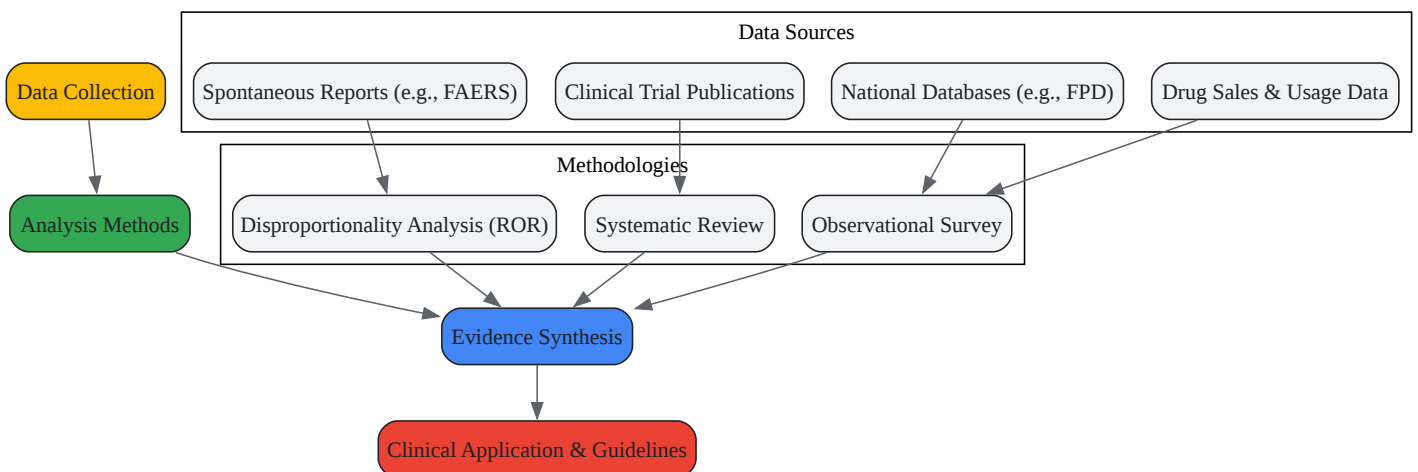 Data Sources
Data Collection
Spontaneous Reports (e.g., FAERS)
Clinical Trial Publications
National Databases (e.g., FPD)
Drug Sales & Usage Data
Methodologies
Analysis Methods
Disproportionality Analysis (ROR)
Systematic Review
Observational Survey
Evidence Synthesis
Clinical Application & Guidelines